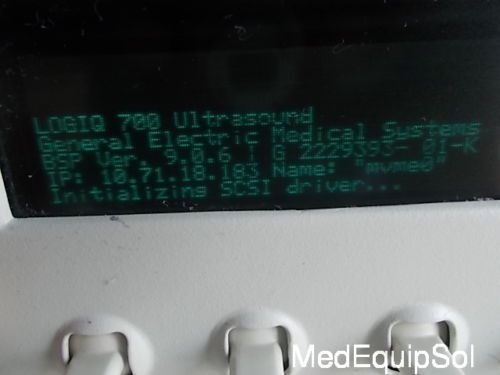 LOGIQ 700 Ultrasound
General Electric Medical Systems
BSP Ver. 9.0.6 | G 2229393- 01-K
IP: 10.71.18.183 Name: "mvme0"
Initializing SCSI driver...
MedEquipSol